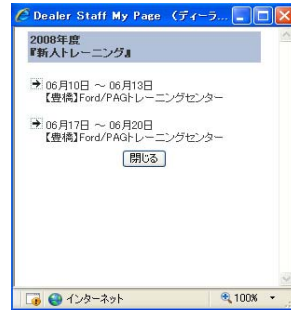 Dealer Staff My Page （ディーラ...
2008年度
『新人トレーニング』
06月10日 ～ 06月13日
【豊橋】Ford/PAGトレーニングセンター
06月17日 ～ 06月20日
【豊橋】Ford/PAGトレーニングセンター
閉じる
インターネット 100%